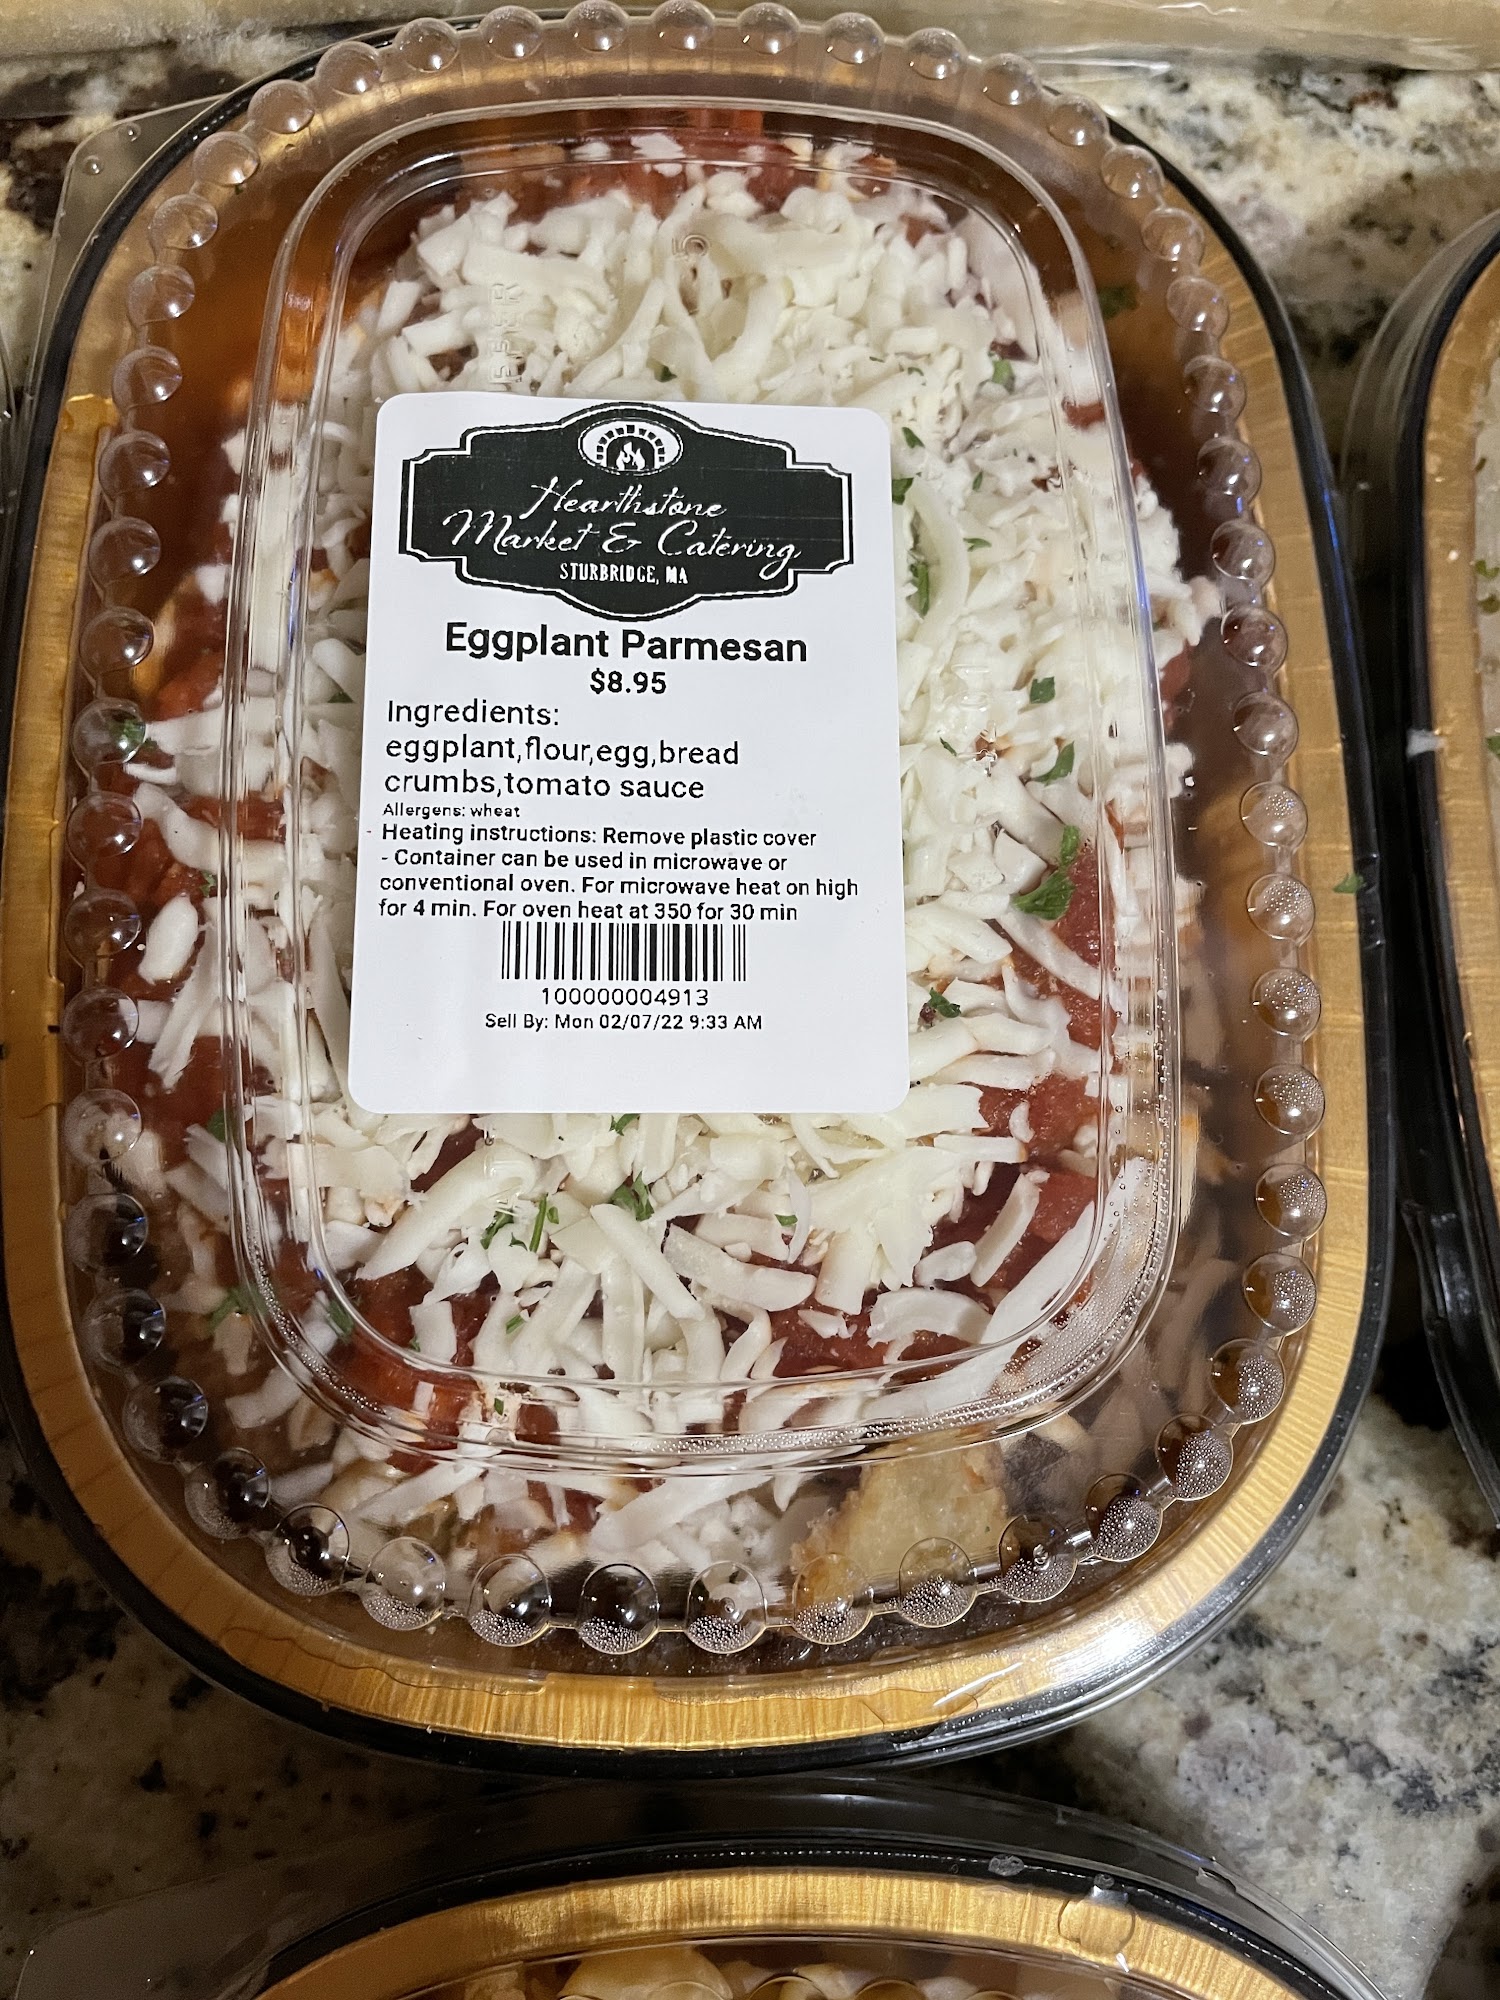 Hearthstone
Market & Catering
STURBRIDGE, MA
Eggplant Parmesan
$8.95
Ingredients:
eggplant,flour,egg,bread
crumbs,tomato sauce
Allergens: wheat
Heating instructions: Remove plastic cover
- Container can be used in microwave or
conventional oven. For microwave heat on high
for 4 min. For oven heat at 350 for 30 min
100000004913
Sell By: Mon 02/07/22 9:33 AM